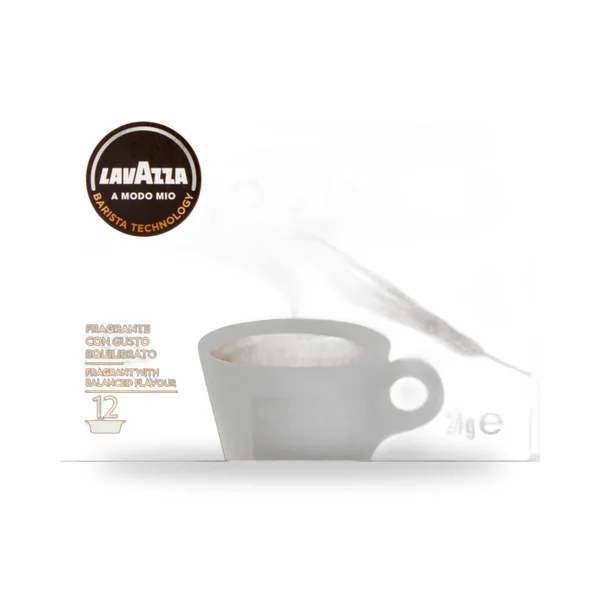 LAVAZZA
A MODO MIO
BARISTA TECHNOLOGY
FRAGRANTE
CON GUSTO
EQUILIBRATO
FRAGRANT WITH
BALANCED FLAVOUR
12